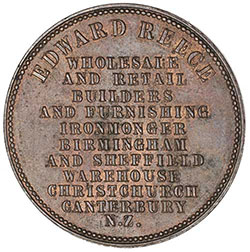 EDWARD REECE
WHOLESALE
AND RETAIL
BUILDERS
AND FURNISHING
IRONMONGER
BIRMINGHAM
AND SHEFFIELD
WAREHOUSE
CHRISTCHURCH
CANTERBURY
N.Z.